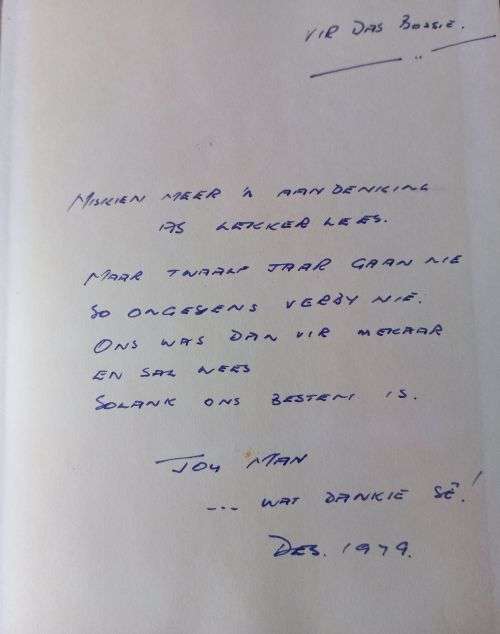 VIR DAS BOSSIE.
MISKIEN MEER 'N AANDENKING
AS LEKKER LEES.
MAAR TWAALF JAAR GAAN NIE
SO ONGESIENS VERBY NIE.
ONS WAS DAN VIR MEKAAR
EN SAL WEES
SOLANK ONS BESTEM IS.
JOU MAN
--- WAT DANKIE SÊ!
DES. 1979.